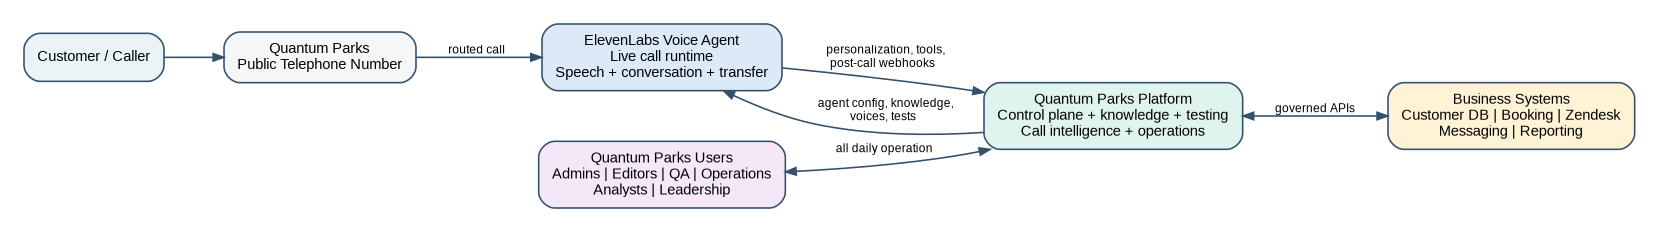 Customer / Caller
Quantum Parks
Public Telephone Number
routed call
ElevenLabs Voice Agent
Live call runtime
Speech + conversation + transfer
personalization, tools,
post-call webhooks
agent config, knowledge,
voices, tests
Quantum Parks Users
Admins | Editors | QA | Operations
Analysts | Leadership
all daily operation
Quantum Parks Platform
Control plane + knowledge + testing
Call intelligence + operations
governed APIs
Business Systems
Customer DB | Booking | Zendesk
Messaging | Reporting